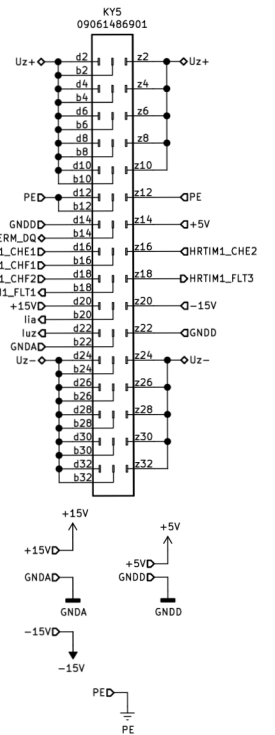 KY5
09061486901
Uz+ d2 z2 Uz+
b2
d4 z4
b4
d6 z6
b6
d8 z8
b8
d10 z10
b10
PE d12 z12 PE
b12
GNDD d14 z14 +5V
ERM_DQ b14
1_CHE1 d16 z16 HRTIM1_CHE2
1_CHF1 b16
1_CHF2 d18 z18 HRTIM1_FLT3
1_FLT1 b18
+15V d20 z20 -15V
Iia b20
Iuz d22 z22 GNDD
GNDA b22
Uz- d24 z24 Uz-
b24
d26 z26
b26
d28 z28
b28
d30 z30
b30
d32 z32
b32
+15V
+5V
+15V
+5V
GNDA GNDD
GNDA GNDD
-15V
-15V
PE
PE